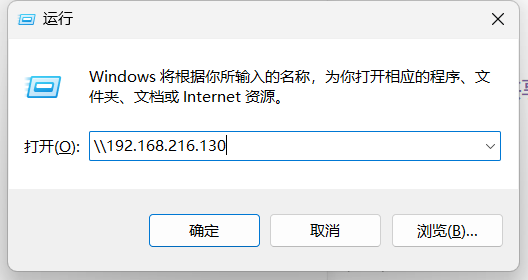 运行
Windows 将根据你所输入的名称，为你打开相应的程序、文
件夹、文档或 Internet 资源。
打开(O): \\192.168.216.130
确定 取消 浏览(B)...